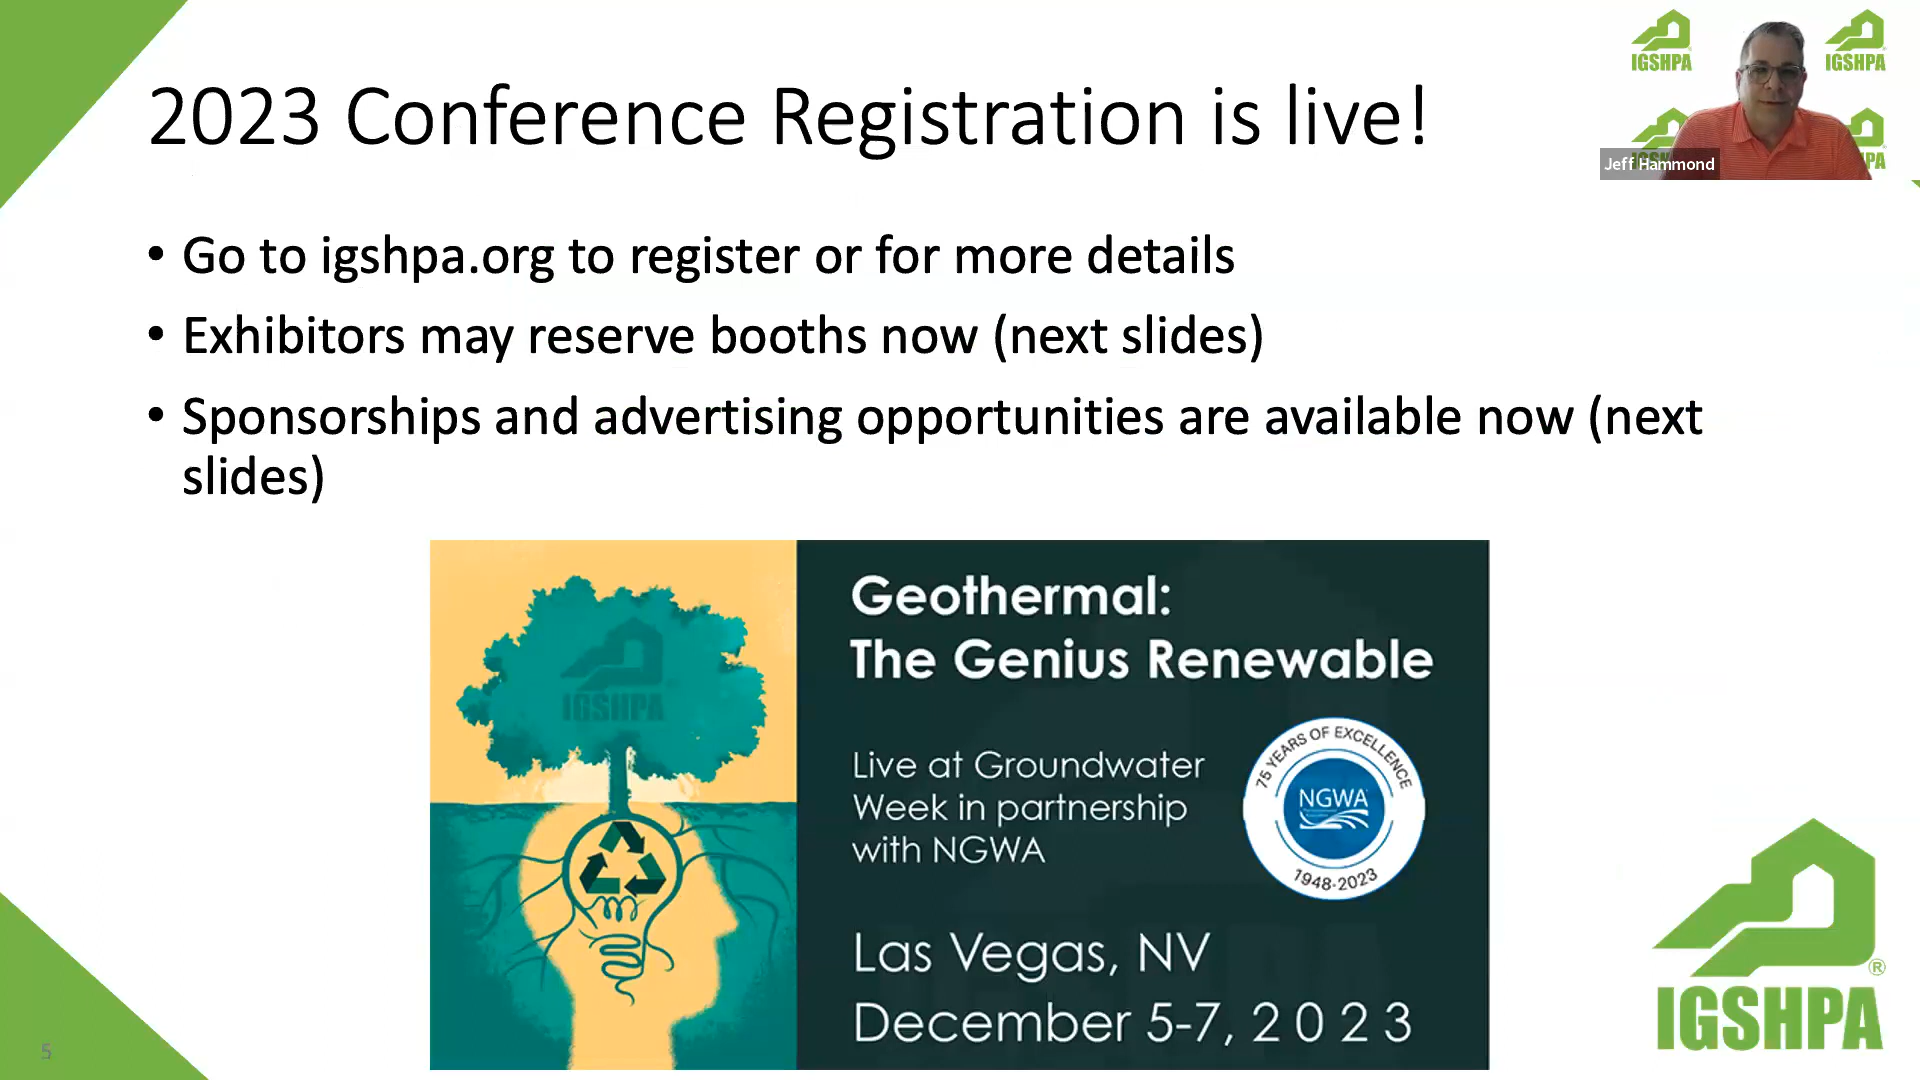 2023 Conference Registration is live!
IGSHPA
IGSHPA
PA
Jeff Hammond
• Go to igshpa.org to register or for more details
• Exhibitors may reserve booths now (next slides)
• Sponsorships and advertising opportunities are available now (next
slides)
IGSHPA
Geothermal:
The Genius Renewable
Live at Groundwater
Week in partnership
with NGWA
75 YEARS OF EXCELLENCE
NGWA
1948-2023
Las Vegas, NV
December 5-7, 2023
®
IGSHPA
5